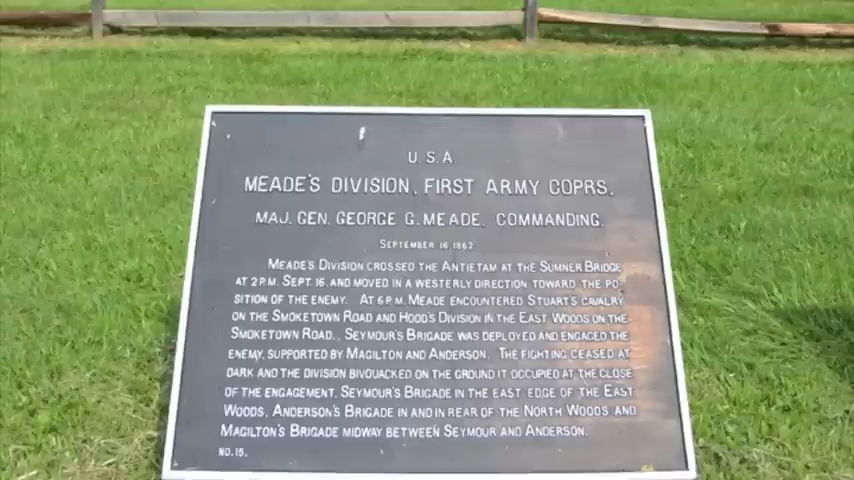 U.S.A.
MEADE'S DIVISION, FIRST ARMY COPRS.
MAJ. GEN. GEORGE G. MEADE, COMMANDING.
SEPTEMBER 16, 1862
MEADE'S DIVISION CROSSED THE ANTIETAM AT THE SUMNER BRIDGE
AT 2 P.M. SEPT. 16, AND MOVED IN A WESTERLY DIRECTION TOWARD THE PO-
SITION OF THE ENEMY. AT 6 P.M. MEADE ENCOUNTERED STUART'S CAVALRY
ON THE SMOKETOWN ROAD AND HOOD'S DIVISION IN THE EAST WOODS ON THE
SMOKETOWN ROAD. SEYMOUR'S BRIGADE WAS DEPLOYED AND ENGAGED THE
ENEMY, SUPPORTED BY MAGILTON AND ANDERSON. THE FIGHTING CEASED AT
DARK AND THE DIVISION BIVOUACKED ON THE GROUND IT OCCUPIED AT THE CLOSE
OF THE ENGAGEMENT, SEYMOUR'S BRIGADE IN THE EAST EDGE OF THE EAST
WOODS, ANDERSON'S BRIGADE IN AND IN REAR OF THE NORTH WOODS AND
MAGILTON'S BRIGADE MIDWAY BETWEEN SEYMOUR AND ANDERSON.
NO. 15.